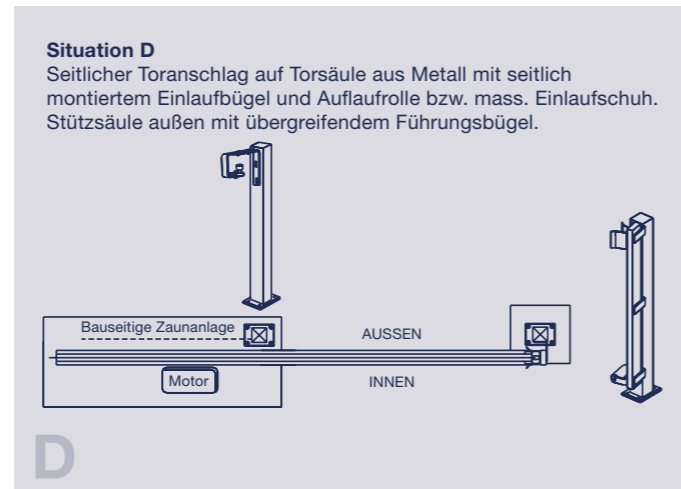 Situation D
Seitlicher Toranschlag auf Torsäule aus Metall mit seitlich
montiertem Einlaufbügel und Auflaufrolle bzw. mass. Einlaufschuh.
Stützsäule außen mit übergreifendem Führungsbügel.
Bauseitige Zaunanlage
AUSSEN
Motor
INNEN
D